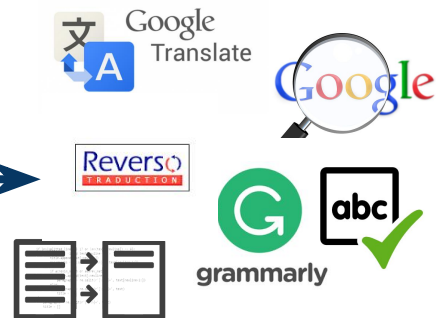 Google
Translate
文
A
Google
Reverso
TRADUCTION
G
abc
grammarly